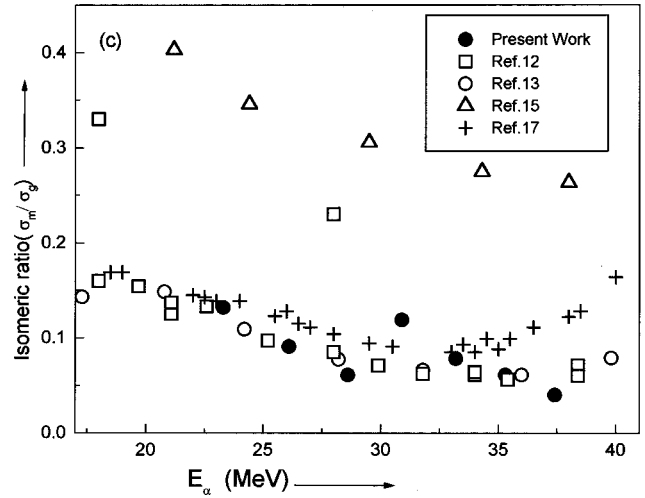 (c)
Present Work
Ref.12
Ref.13
Ref.15
Ref.17
0.4
0.3
0.2
0.1
0.0
Isomeric ratio(σm/σg)
20
25
30
35
40
Eα (MeV)